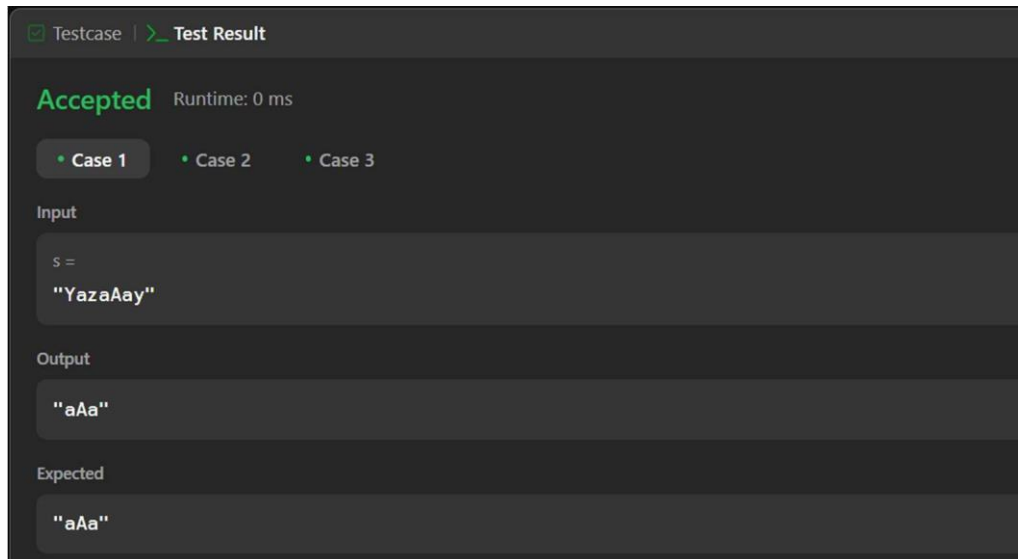 Testcase | >_ Test Result
Accepted Runtime: 0 ms
• Case 1 • Case 2 • Case 3
Input
s =
"YazaAay"
Output
"aAa"
Expected
"aAa"